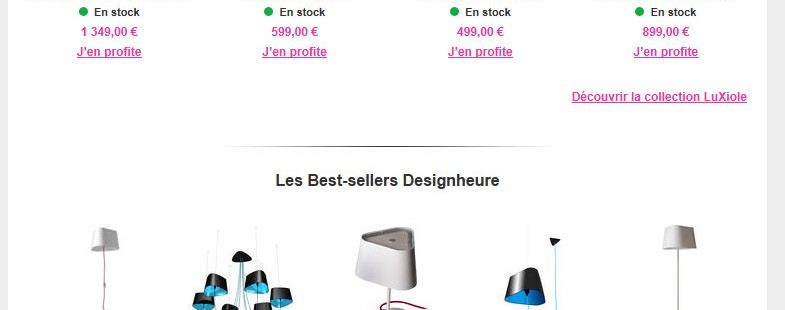 En stock En stock En stock En stock
1 349,00 € 599,00 € 499,00 € 899,00 €
J’en profite J’en profite J’en profite J’en profite
Découvrir la collection LuXiole
Les Best-sellers Designheure